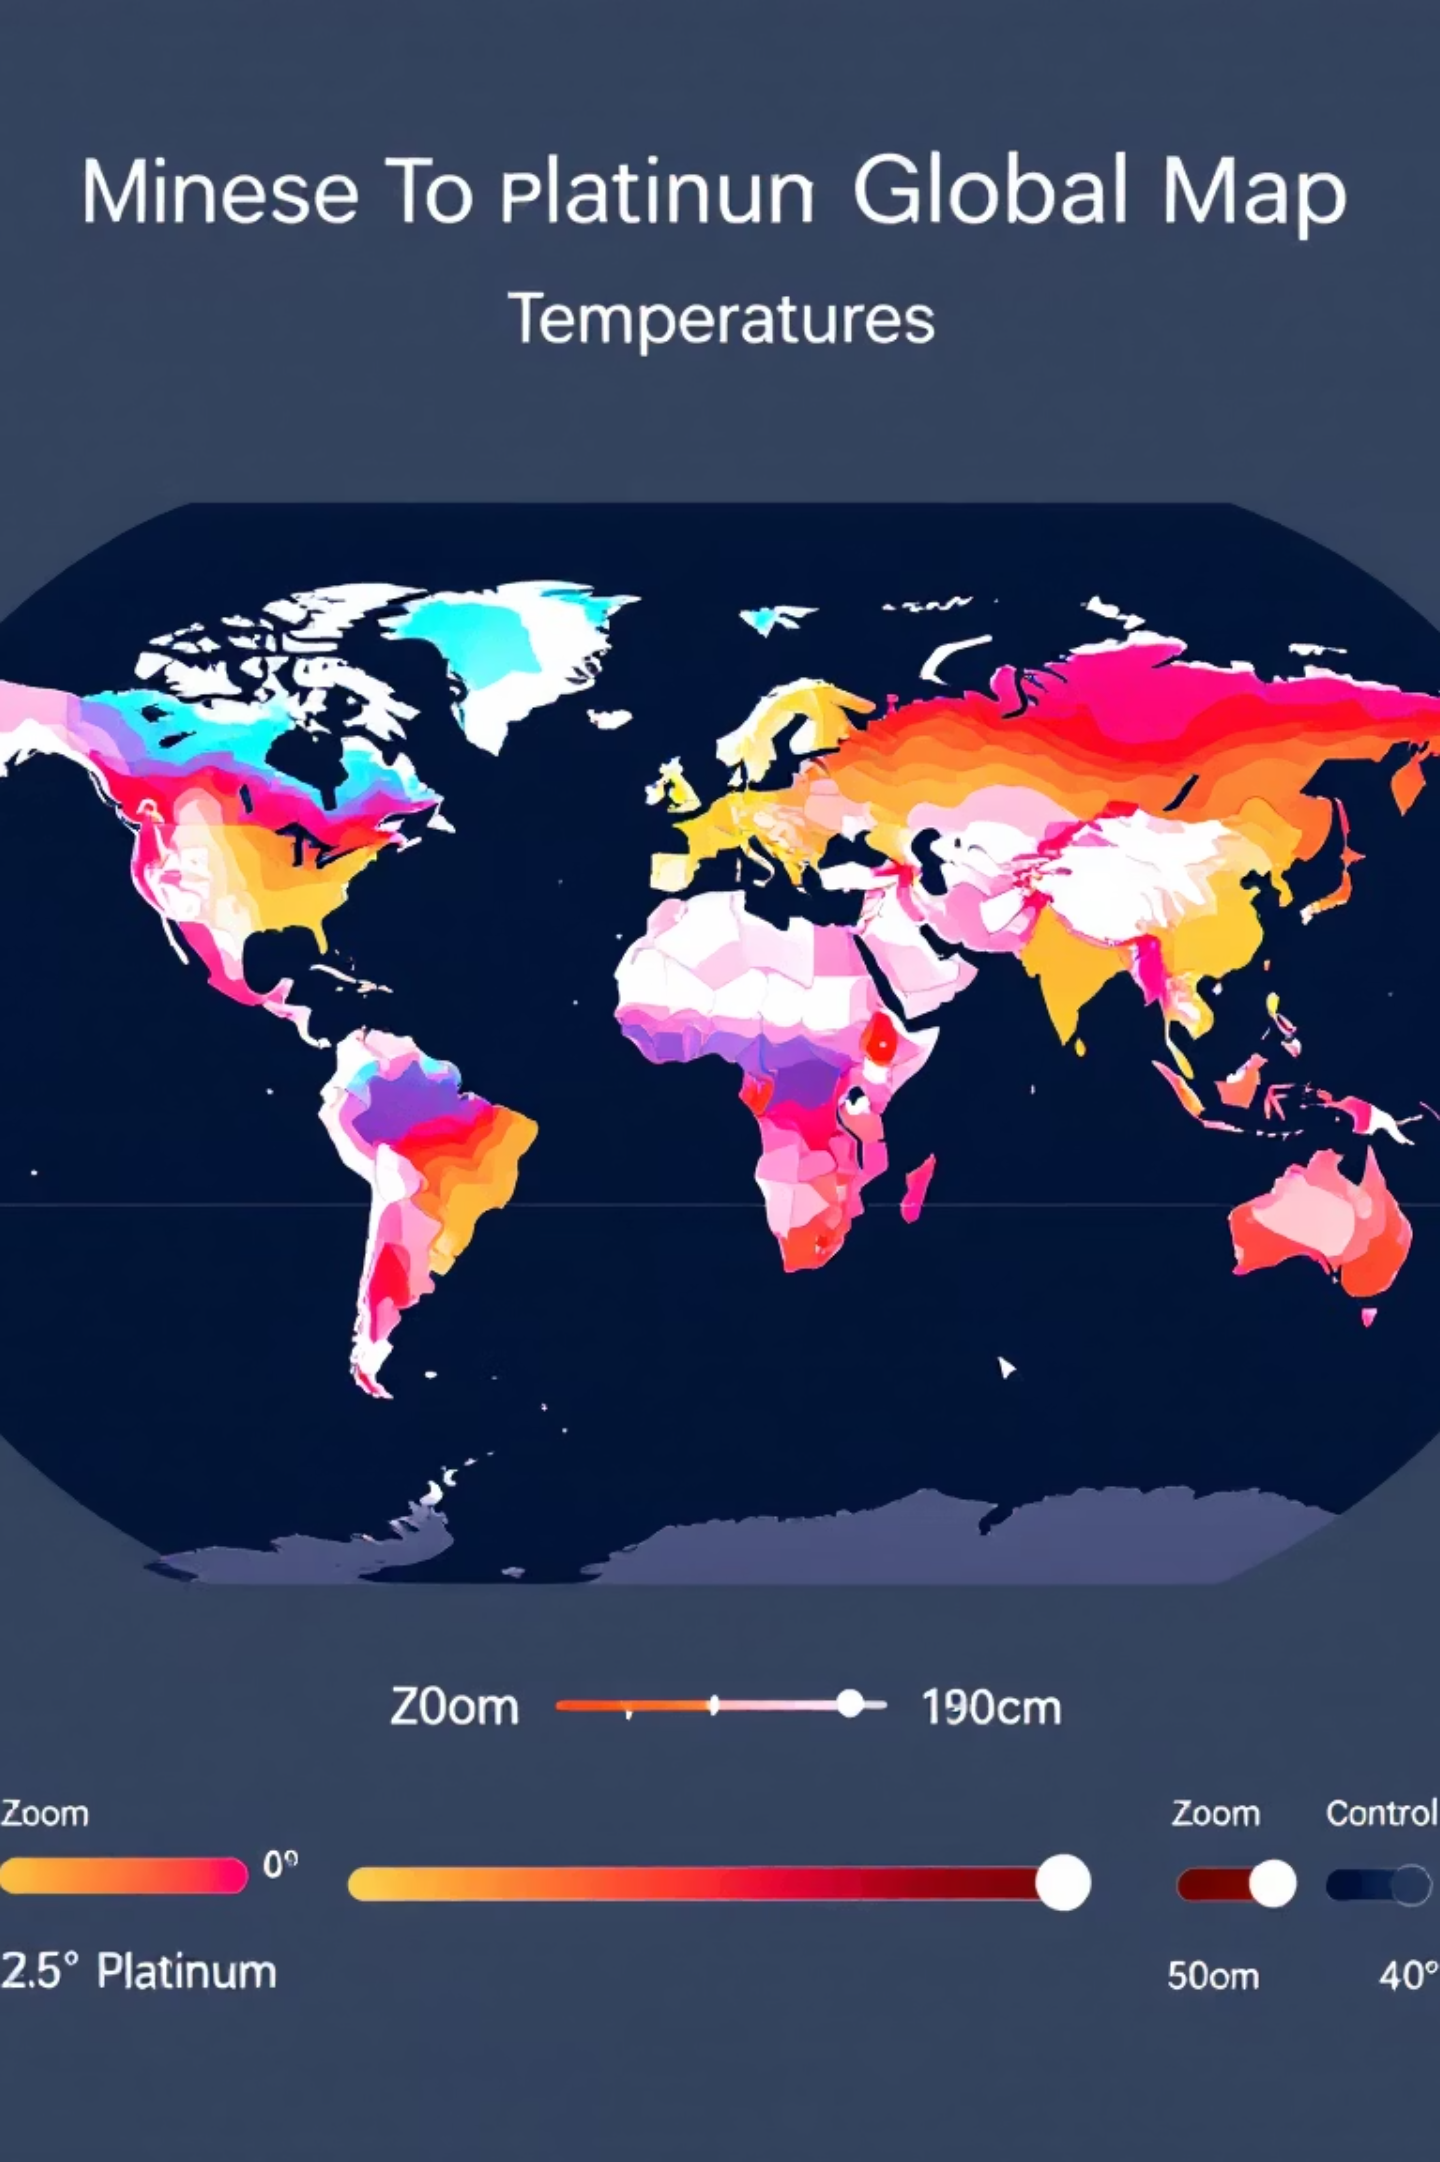 Minese To Platinun Global Map
Temperatures
Z0om 190cm
Zoom Zoom Control
0°
2.5° Platinum 50om 40°